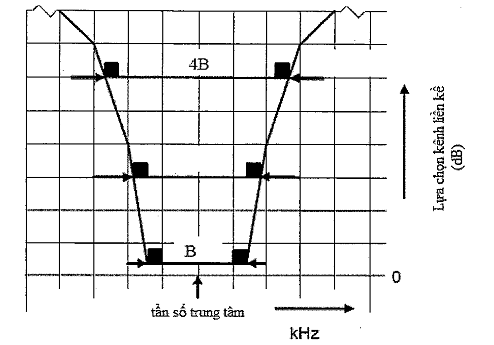 4B
B
0
tần số trung tâm
kHz
Lựa chọn kênh liền kề
(dB)